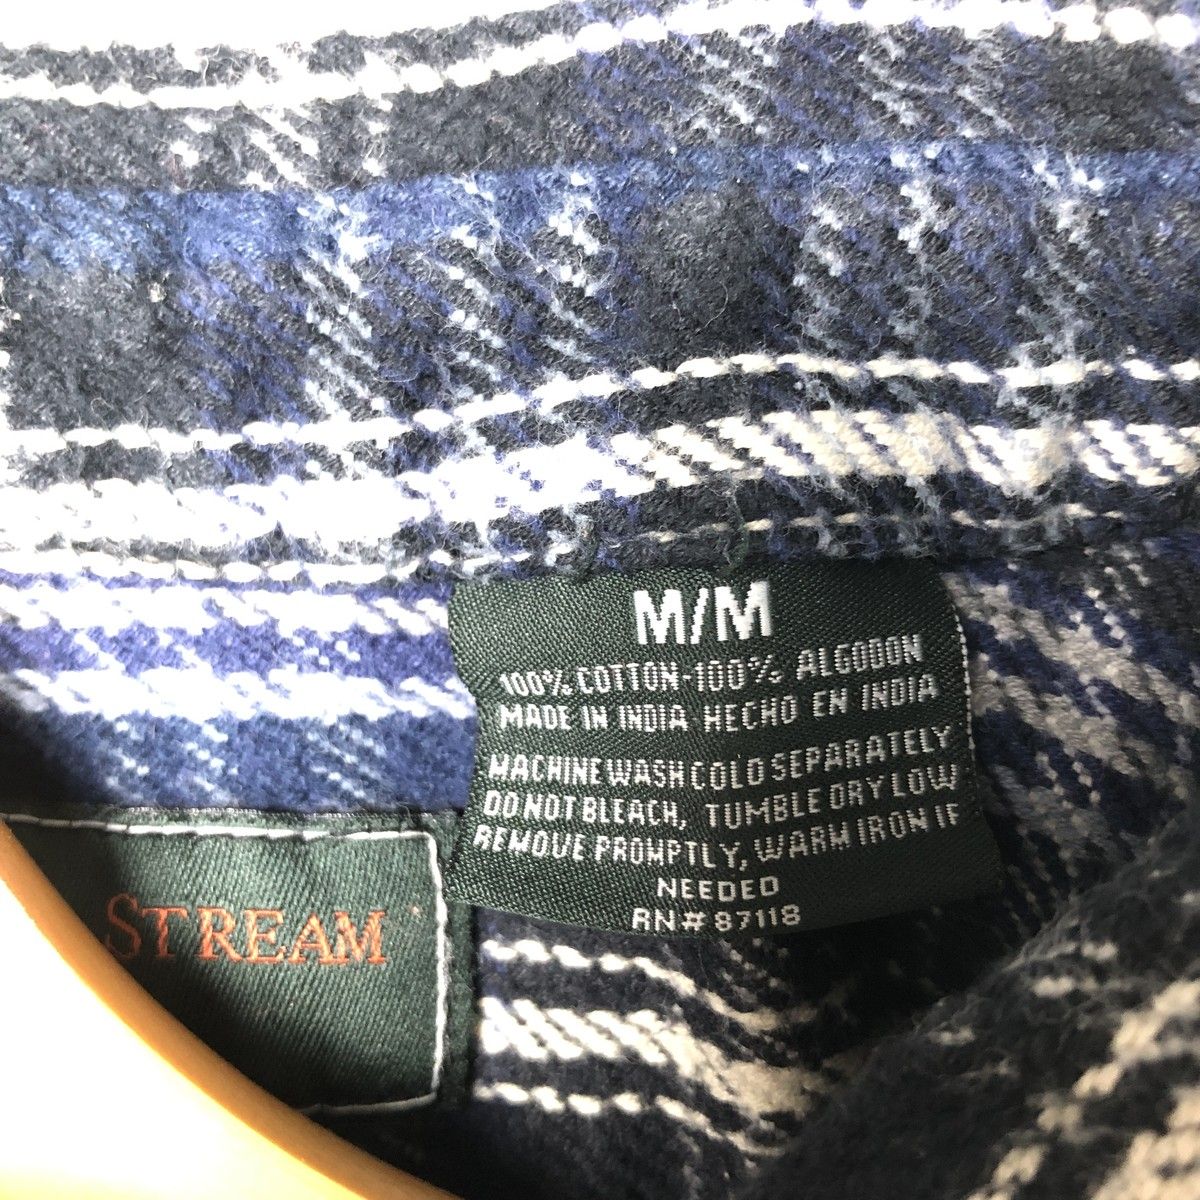 M/M
100% COTTON-100% ALGODON
MADE IN INDIA HECHO EN INDIA
MACHINE WASH COLD SEPARATELY
DO NOT BLEACH, TUMBLE DRY LOW
REMOVE PROMPTLY, WARM IRON IF
NEEDED
RN# 87118
STREAM